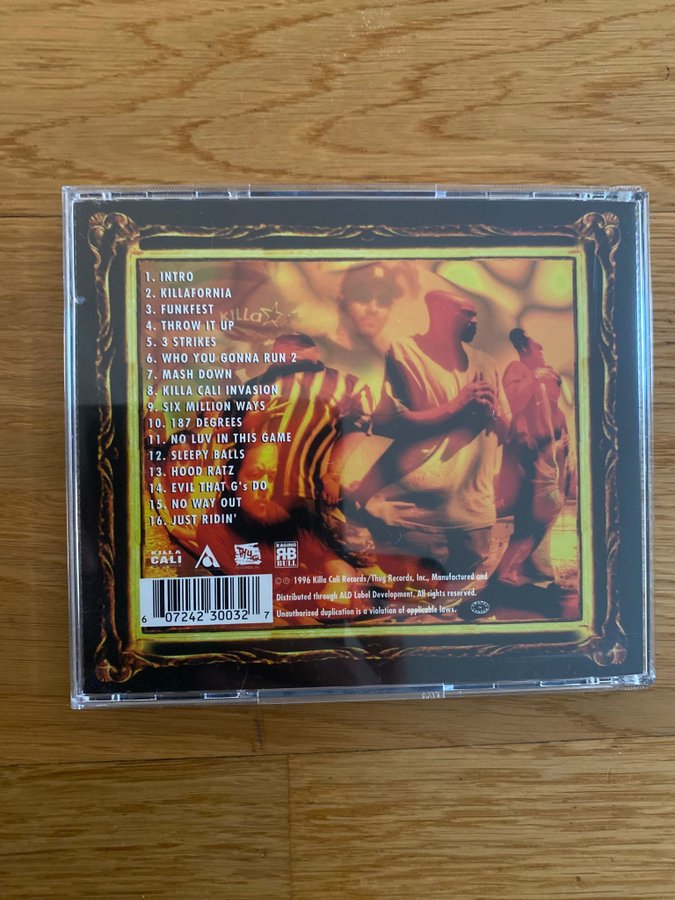 1. INTRO
2. KILLAFORNIA
3. FUNKFEST
4. THROW IT UP
5. 3 STRIKES
6. WHO YOU GONNA RUN 2
7. MASH DOWN
8. KILLA CALI INVASION
9. SIX MILLION WAYS
10. 187 DEGREES
11. NO LUV IN THIS GAME
12. SLEEPY BALLS
13. HOOD RATZ
14. EVIL THAT G's DO
15. NO WAY OUT
16. JUST RIDIN'
KILLA
KILLA
CALI
RAGING
RB
BULL
℗ © 1996 Killa Cali Records/Thug Records, Inc., Manufactured and
Distributed through ALD Label Development. All rights reserved.
Unauthorized duplication is a violation of applicable laws.
6 07242 30032 7